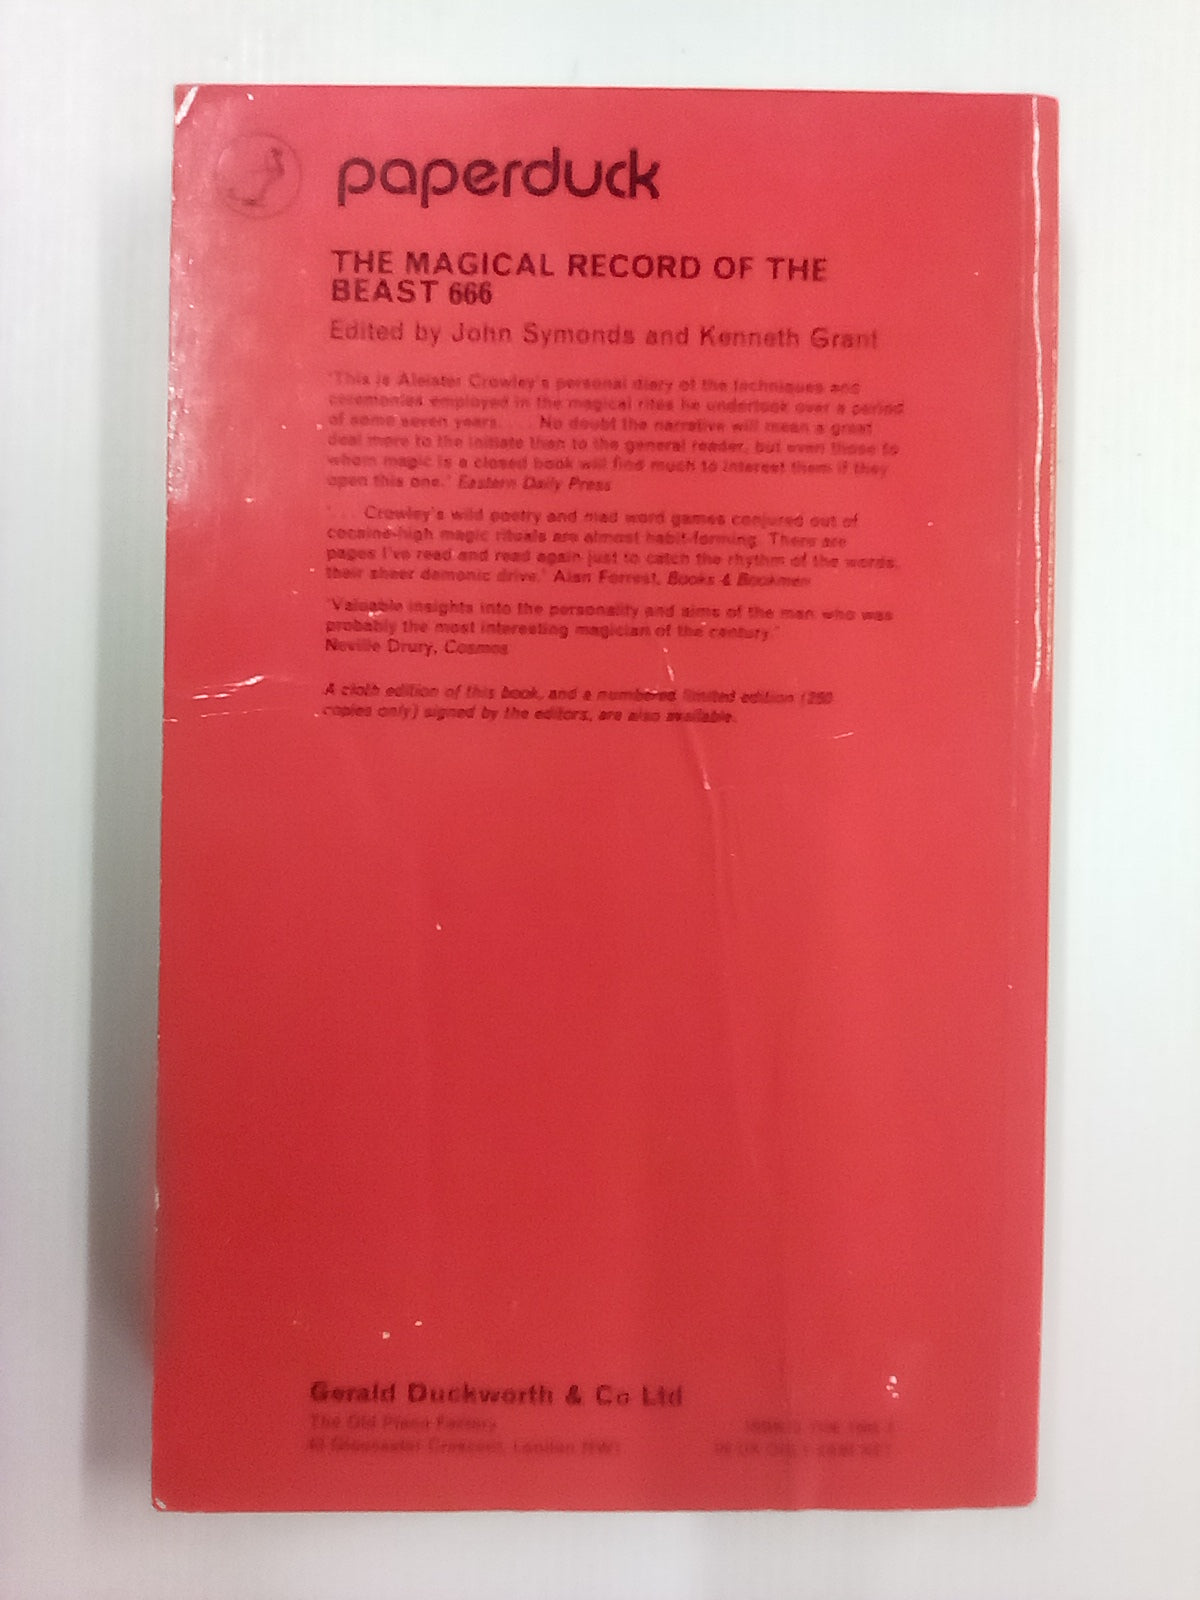 paperduck
THE MAGICAL RECORD OF THE
BEAST 666
Edited by John Symonds and Kenneth Grant
'This is Aleister Crowley's personal diary of the techniques and
ceremonies employed in the magical rites he undertook over a period
of some seven years. . . . No doubt the narrative will mean a great
deal more to the initiate than to the general reader, but even those to
whom magic is a closed book will find much to interest them if they
open this one.' Eastern Daily Press
'. . . Crowley's wild poetry and mad word games conjured out of
cocaine-high magic rituals are almost habit-forming. There are
pages I've read and read again just to catch the rhythm of the words,
their sheer demonic drive.' Alan Forrest, Books & Bookmen
'Valuable insights into the personality and aims of the man who was
probably the most interesting magician of the century.'
Neville Drury, Cosmos
A cloth edition of this book, and a numbered limited edition (250
copies only) signed by the editors, are also available.
Gerald Duckworth & Co Ltd
The Old Piano Factory
43 Gloucester Crescent, London NW1